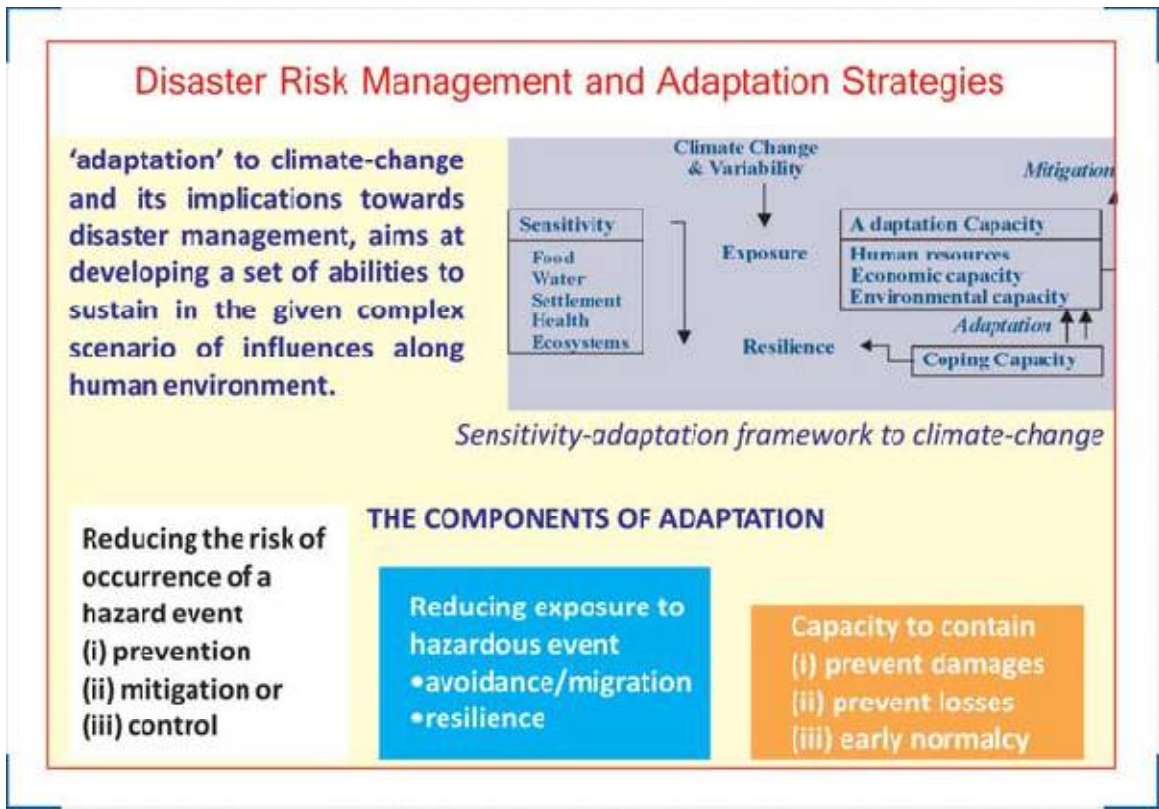 Disaster Risk Management and Adaptation Strategies
‘adaptation’ to climate-change
and its implications towards
disaster management, aims at
developing a set of abilities to
sustain in the given complex
scenario of influences along
human environment.
Climate Change
& Variability
Mitigation
Sensitivity
Food
Water
Settlement
Health
Ecosystems
Exposure
A daptation Capacity
Human resources
Economic capacity
Environmental capacity
Adaptation
Resilience
Coping Capacity
Sensitivity-adaptation framework to climate-change
THE COMPONENTS OF ADAPTATION
Reducing the risk of
occurrence of a
hazard event
(i) prevention
(ii) mitigation or
(iii) control
Reducing exposure to
hazardous event
•avoidance/migration
•resilience
Capacity to contain
(i) prevent damages
(ii) prevent losses
(iii) early normalcy